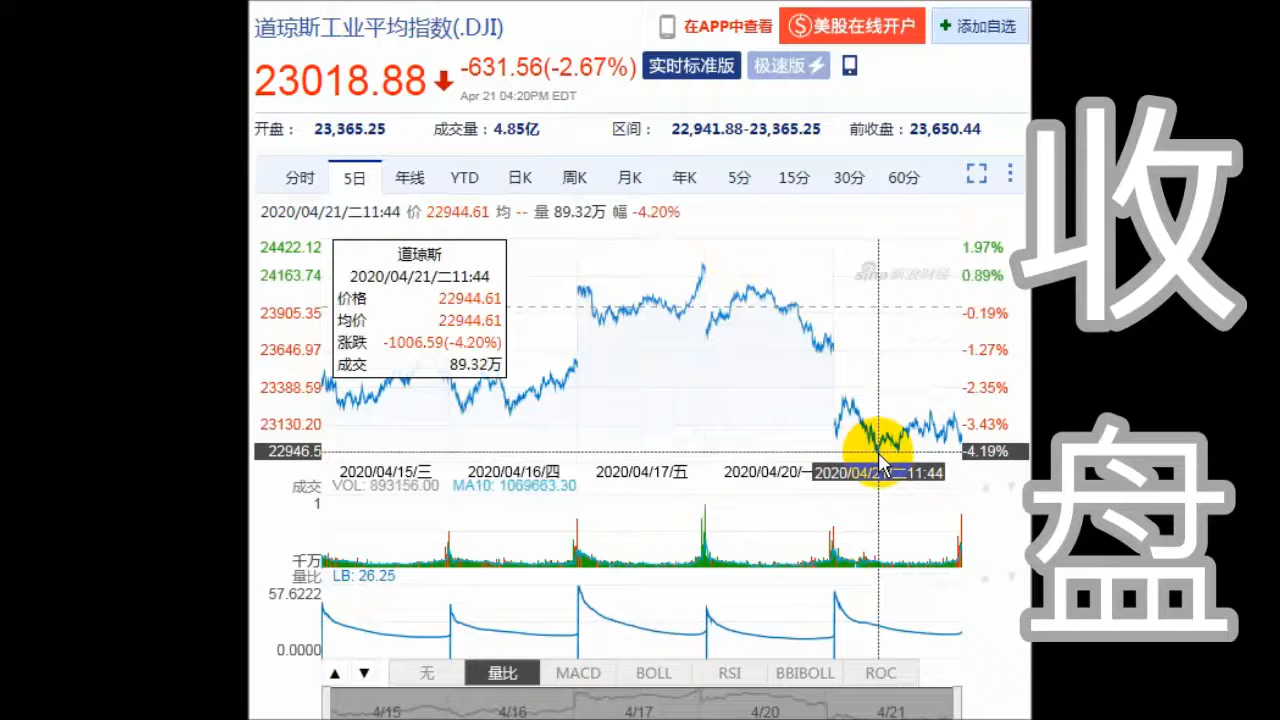 道琼斯工业平均指数(.DJI)
在APP中查看
美股在线开户
添加自选
23018.88
-631.56(-2.67%)
实时标准版
极速版
Apr 21 04:20PM EDT
开盘： 23,365.25 成交量：4.85亿 区间： 22,941.88-23,365.25 前收盘：23,650.44
分时 5日 年线 YTD 日K 周K 月K 年K 5分 15分 30分 60分
2020/04/21/二11:44 价 22944.61 均 -- 量 89.32万 幅 -4.20%
24422.12 1.97%
24163.74 0.89%
23905.35 -0.19%
23646.97 -1.27%
23388.59 -2.35%
23130.20 -3.43%
22946.5 -4.19%
道琼斯
2020/04/21/二11:44
价格 22944.61
均价 22944.61
涨跌 -1006.59(-4.20%)
成交 89.32万
2020/04/15/三 2020/04/16/四 2020/04/17/五 2020/04/20/一
成交 VOL: 893156.00 MA10: 1069663.30
1
千万
量比 LB: 26.25
57.6222
0.0000
▲ ▼ 无 量比 MACD BOLL RSI BBIBOLL ROC
4/15 4/16 4/17 4/20 4/21
收
盘